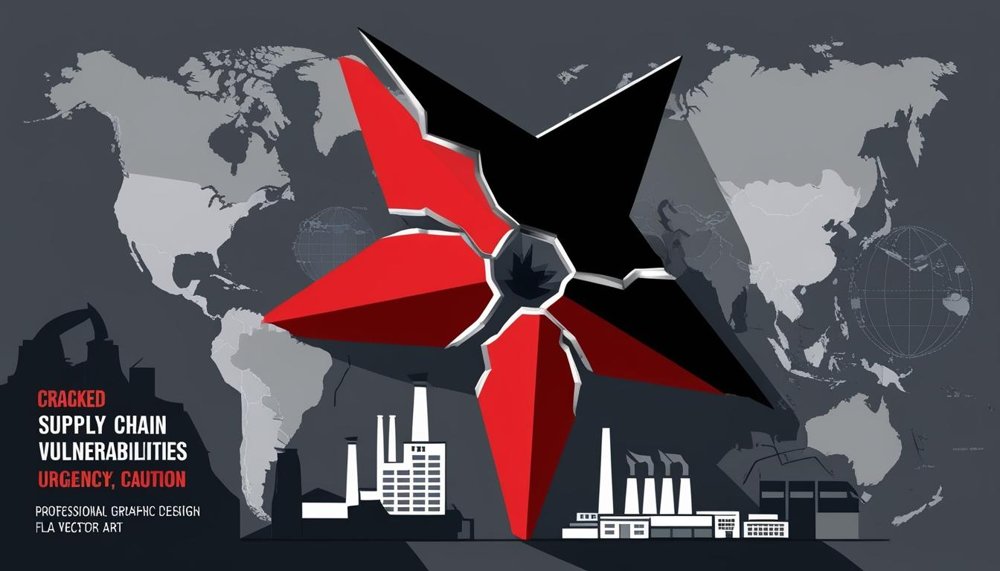 CRACKED
SUPPLY CHAIN
VULNERABILITIES
URGENCY, CAUTION
PROFESSIONAL GRAPHIC DESIGN
FLA VECTOR ART